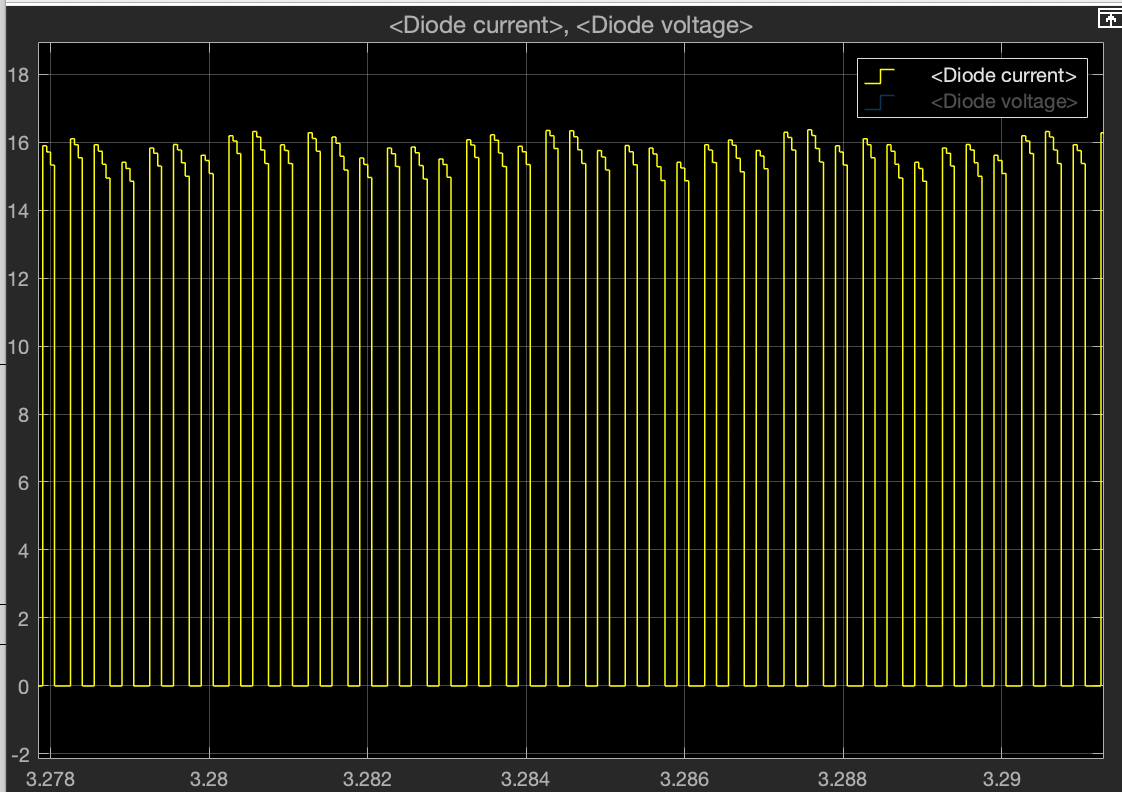 <Diode current>, <Diode voltage>
<Diode current>
<Diode voltage>
18
16
14
12
10
8
6
4
2
0
-2
3.278 3.28 3.282 3.284 3.286 3.288 3.29